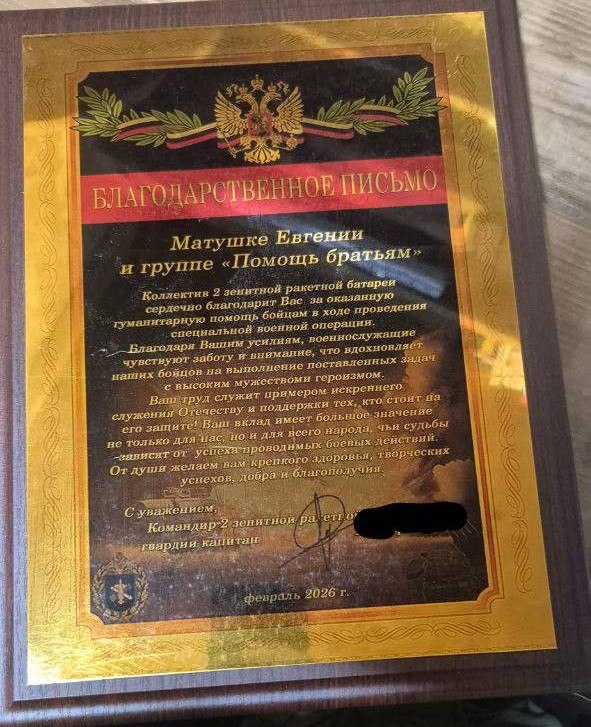 БЛАГОДАРСТВЕННОЕ ПИСЬМО
Матушке Евгении
и группе «Помощь братьям»
Коллектив 2 зенитной ракетной батареи
сердечно благодарит Вас за оказанную
гуманитарную помощь бойцам в ходе проведения
специальной военной операции.
Благодаря Вашим усилиям, военнослужащие
чувствуют заботу и внимание, что вдохновляет
наших бойцов на выполнение поставленных задач
с высоким мужеством и героизмом.
Ваш труд служит примером искреннего
служения Отечеству и поддержки тех, кто стоит на
его защите! Ваш вклад имеет большое значение
не только для нас, но и для всего народа, чьи судьбы
зависят от успеха проводимых боевых действий.
От души желаем вам крепкого здоровья, творческих
успехов, добра и благополучия.
С уважением,
Командир 2 зенитной ракетно
гвардии капитан
февраль 2026 г.